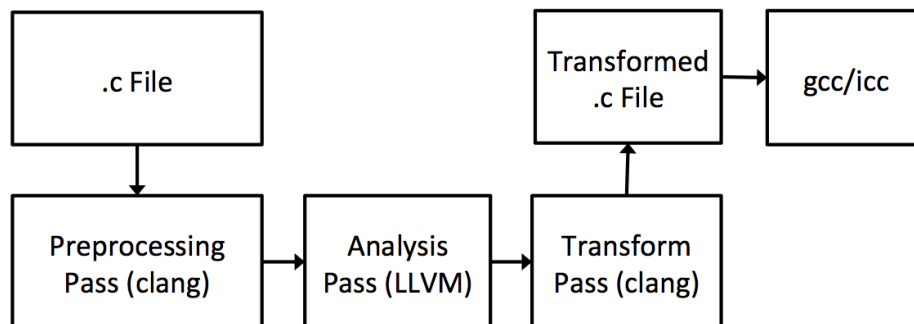 .c File
Preprocessing
Pass (clang)
Analysis
Pass (LLVM)
Transform
Pass (clang)
Transformed
.c File
gcc/icc